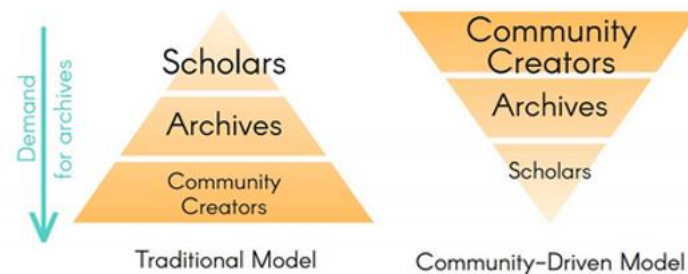 Demand
for archives
Scholars
Archives
Community
Creators
Traditional Model
Community
Creators
Archives
Scholars
Community-Driven Model